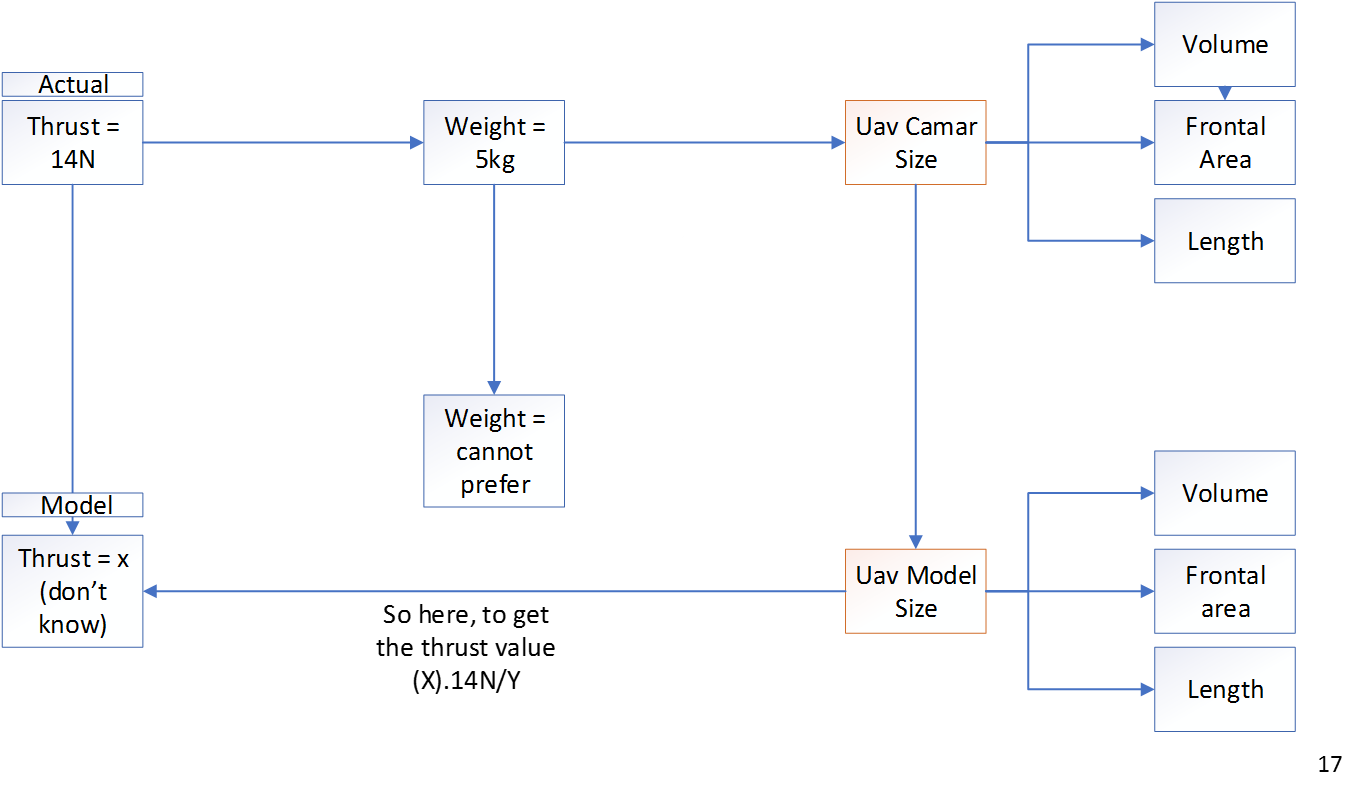 Actual
Thrust =
14N
Weight =
5kg
Uav Camar
Size
Volume
Frontal
Area
Length
Weight =
cannot
prefer
Model
Thrust = x
(don’t
know)
So here, to get
the thrust value
(X).14N/Y
Uav Model
Size
Volume
Frontal
area
Length
17